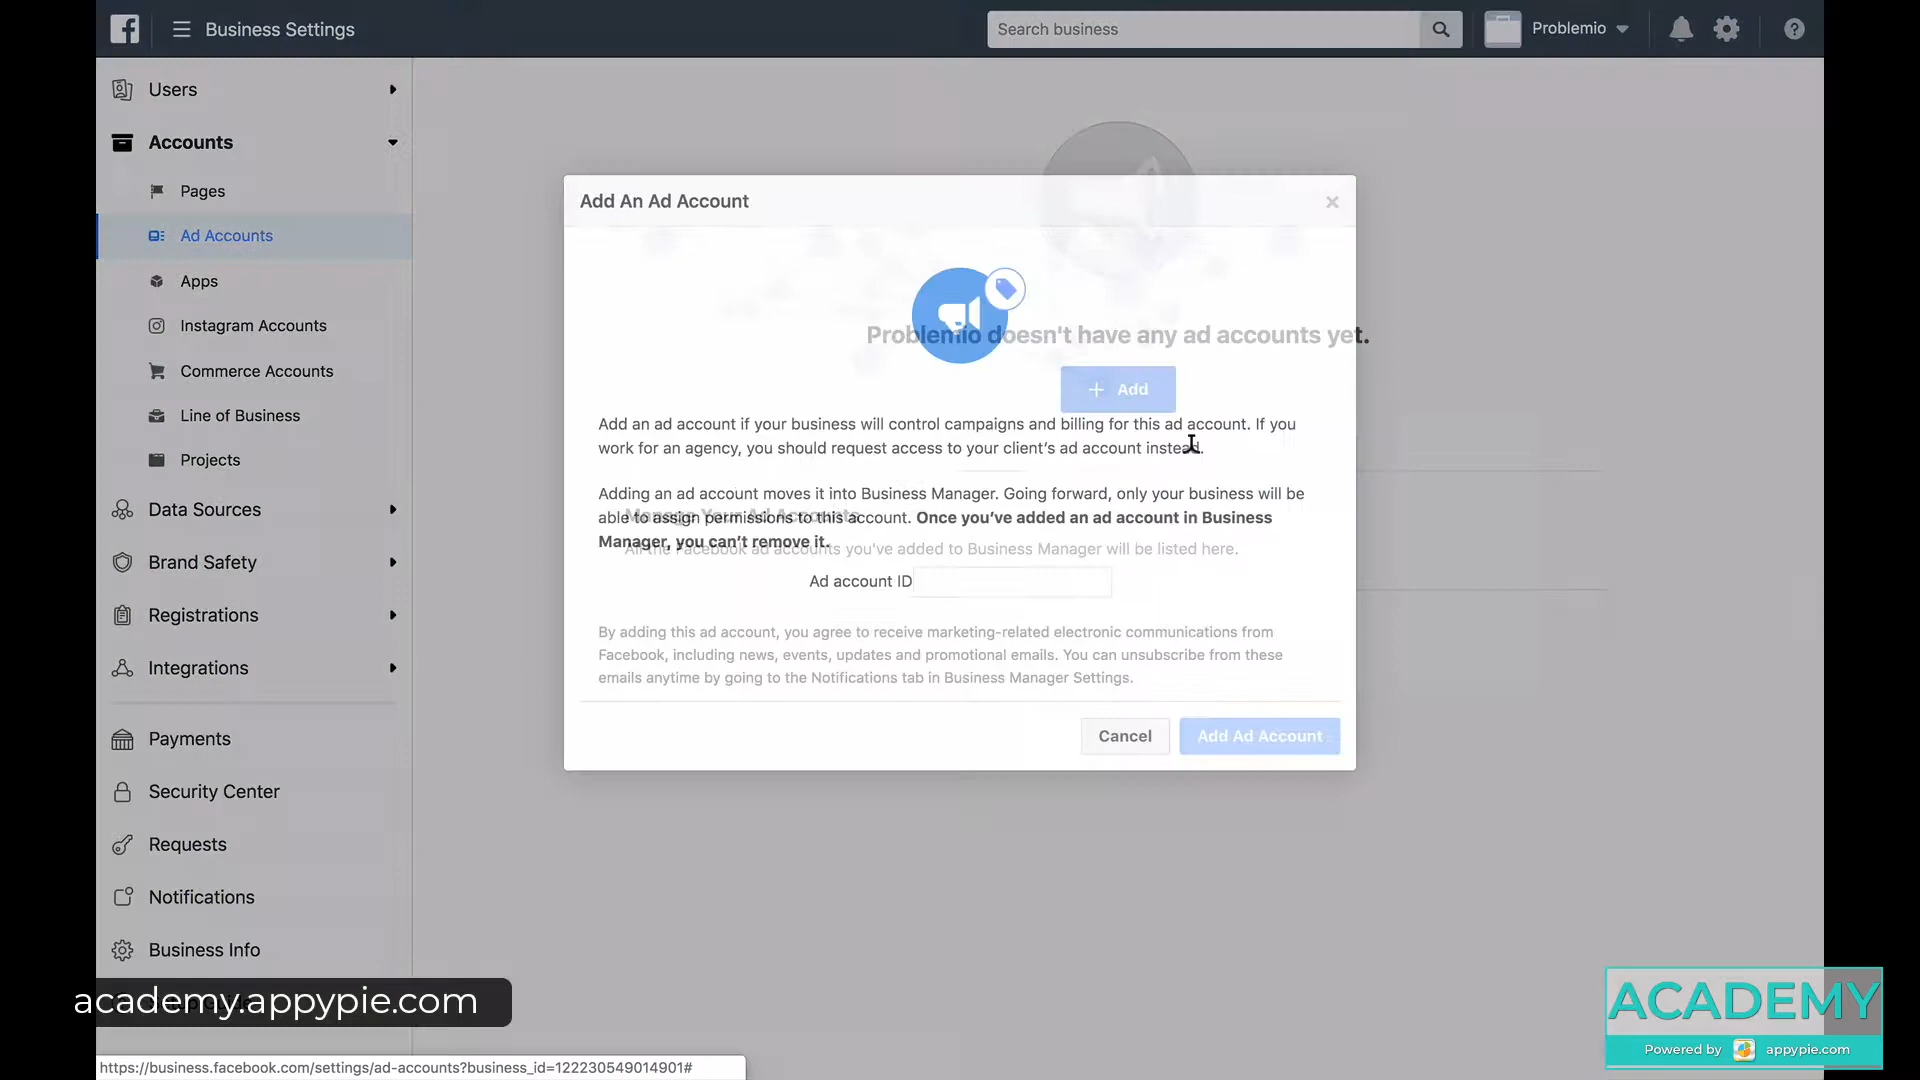 Business Settings
Search business
Problemio
Users
Accounts
Pages
Ad Accounts
Apps
Instagram Accounts
Commerce Accounts
Line of Business
Projects
Data Sources
Brand Safety
Registrations
Integrations
Payments
Security Center
Requests
Notifications
Business Info
Add An Ad Account
Problemio doesn't have any ad accounts yet.
+ Add
Add an ad account if your business will control campaigns and billing for this ad account. If you
work for an agency, you should request access to your client's ad account instead.
Adding an ad account moves it into Business Manager. Going forward, only your business will be
able to assign permissions to this account. Once you've added an ad account in Business
Manager, you can't remove it.
Manage Your Ad Accounts
All the Facebook ad accounts you've added to Business Manager will be listed here.
Ad account ID
By adding this ad account, you agree to receive marketing-related electronic communications from
Facebook, including news, events, updates and promotional emails. You can unsubscribe from these
emails anytime by going to the Notifications tab in Business Manager Settings.
Cancel
Add Ad Account
academy.appypie.com
https://business.facebook.com/settings/ad-accounts?business_id=122230549014901#
ACADEMY
Powered by appypie.com